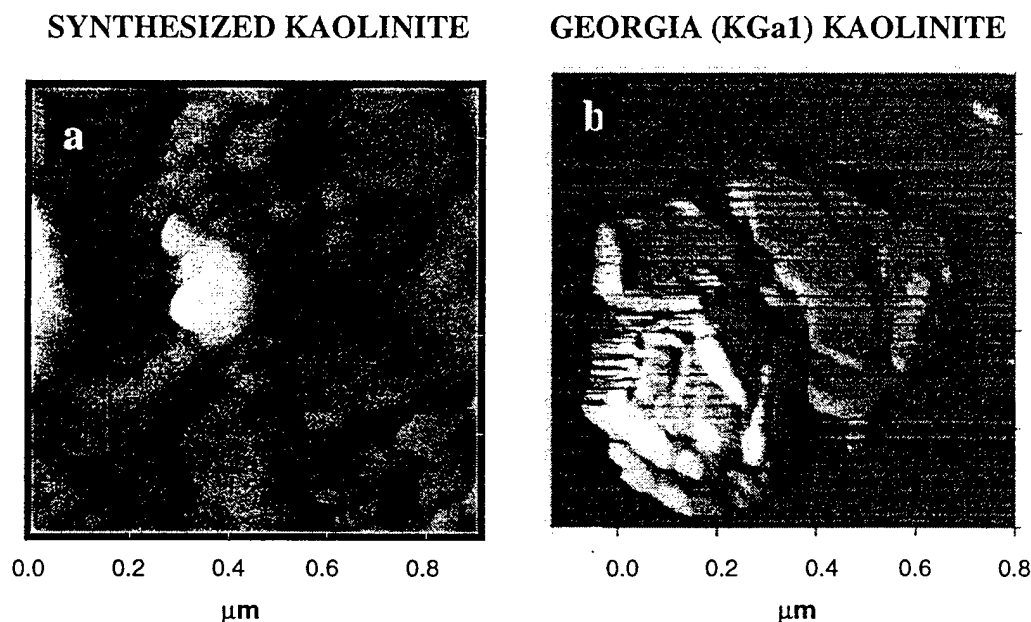 SYNTHESIZED KAOLINITE
GEORGIA (KGa1) KAOLINITE
a
b
0.0 0.2 0.4 0.6 0.8
0.0 0.2 0.4 0.6 0.8
µm
µm